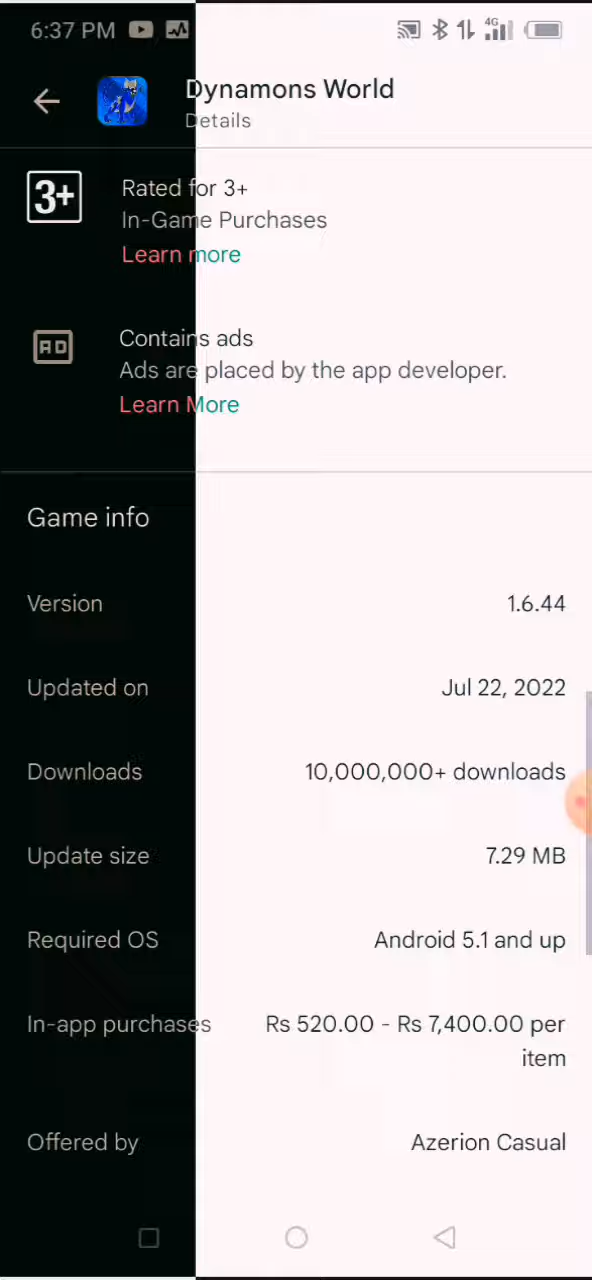 6:37 PM
4G
Dynamons World
Details
3+
Rated for 3+
In-Game Purchases
Learn more
AD
Contains ads
Ads are placed by the app developer.
Learn More
Game info
Version 1.6.44
Updated on Jul 22, 2022
Downloads 10,000,000+ downloads
Update size 7.29 MB
Required OS Android 5.1 and up
In-app purchases Rs 520.00 - Rs 7,400.00 per
item
Offered by Azerion Casual